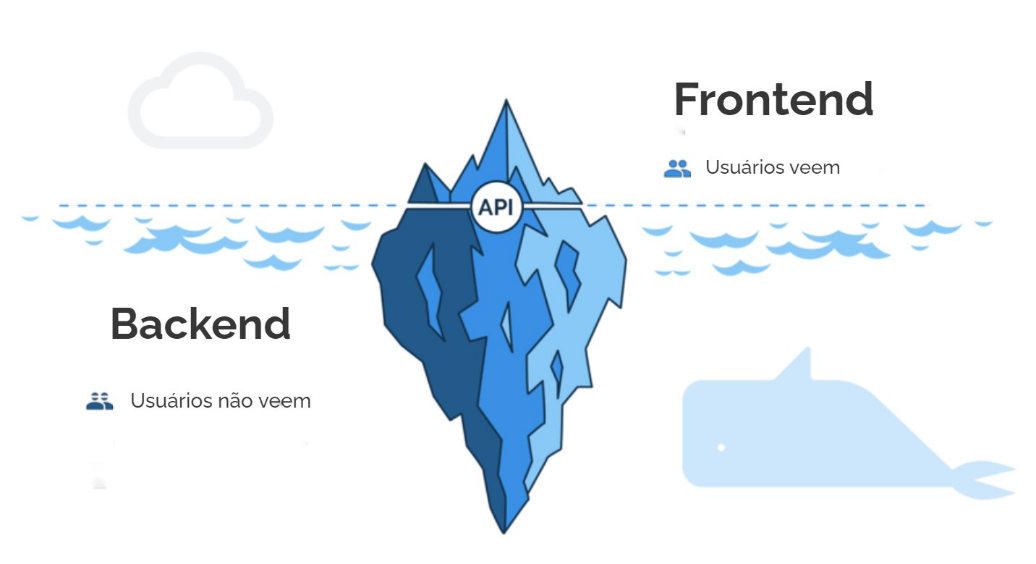 Frontend
Usuários veem
API
Backend
Usuários não veem